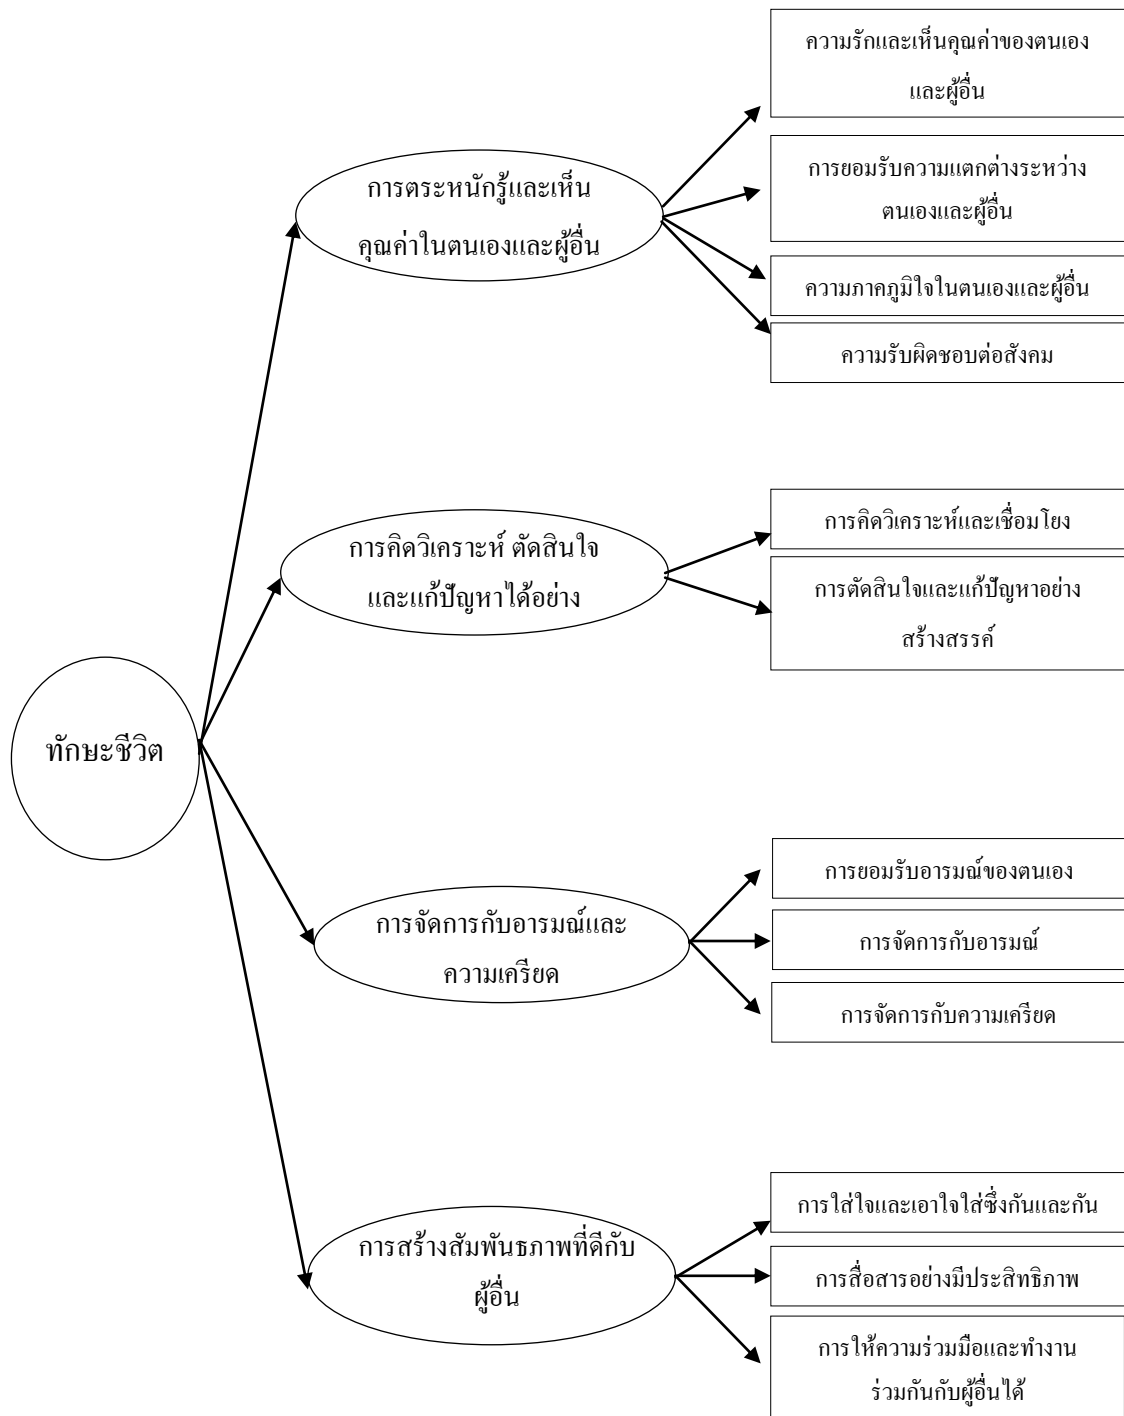 ความรักและเห็นคุณค่าของตนเอง
และผู้อื่น
การตระหนักรู้และเห็น
คุณค่าในตนเองและผู้อื่น
การยอมรับความแตกต่างระหว่าง
ตนเองและผู้อื่น
ความภาคภูมิใจในตนเองและผู้อื่น
ความรับผิดชอบต่อสังคม
การคิดวิเคราะห์ ตัดสินใจ
และแก้ปัญหาได้อย่าง
การคิดวิเคราะห์และเชื่อมโยง
การตัดสินใจและแก้ปัญหาอย่าง
สร้างสรรค์
ทักษะชีวิต
การจัดการกับอารมณ์และ
ความเครียด
การยอมรับอารมณ์ของตนเอง
การจัดการกับอารมณ์
การจัดการกับความเครียด
การสร้างสัมพันธภาพที่ดีกับ
ผู้อื่น
การใส่ใจและเอาใจใส่ซึ่งกันและกัน
การสื่อสารอย่างมีประสิทธิภาพ
การให้ความร่วมมือและทำงาน
ร่วมกันกับผู้อื่นได้